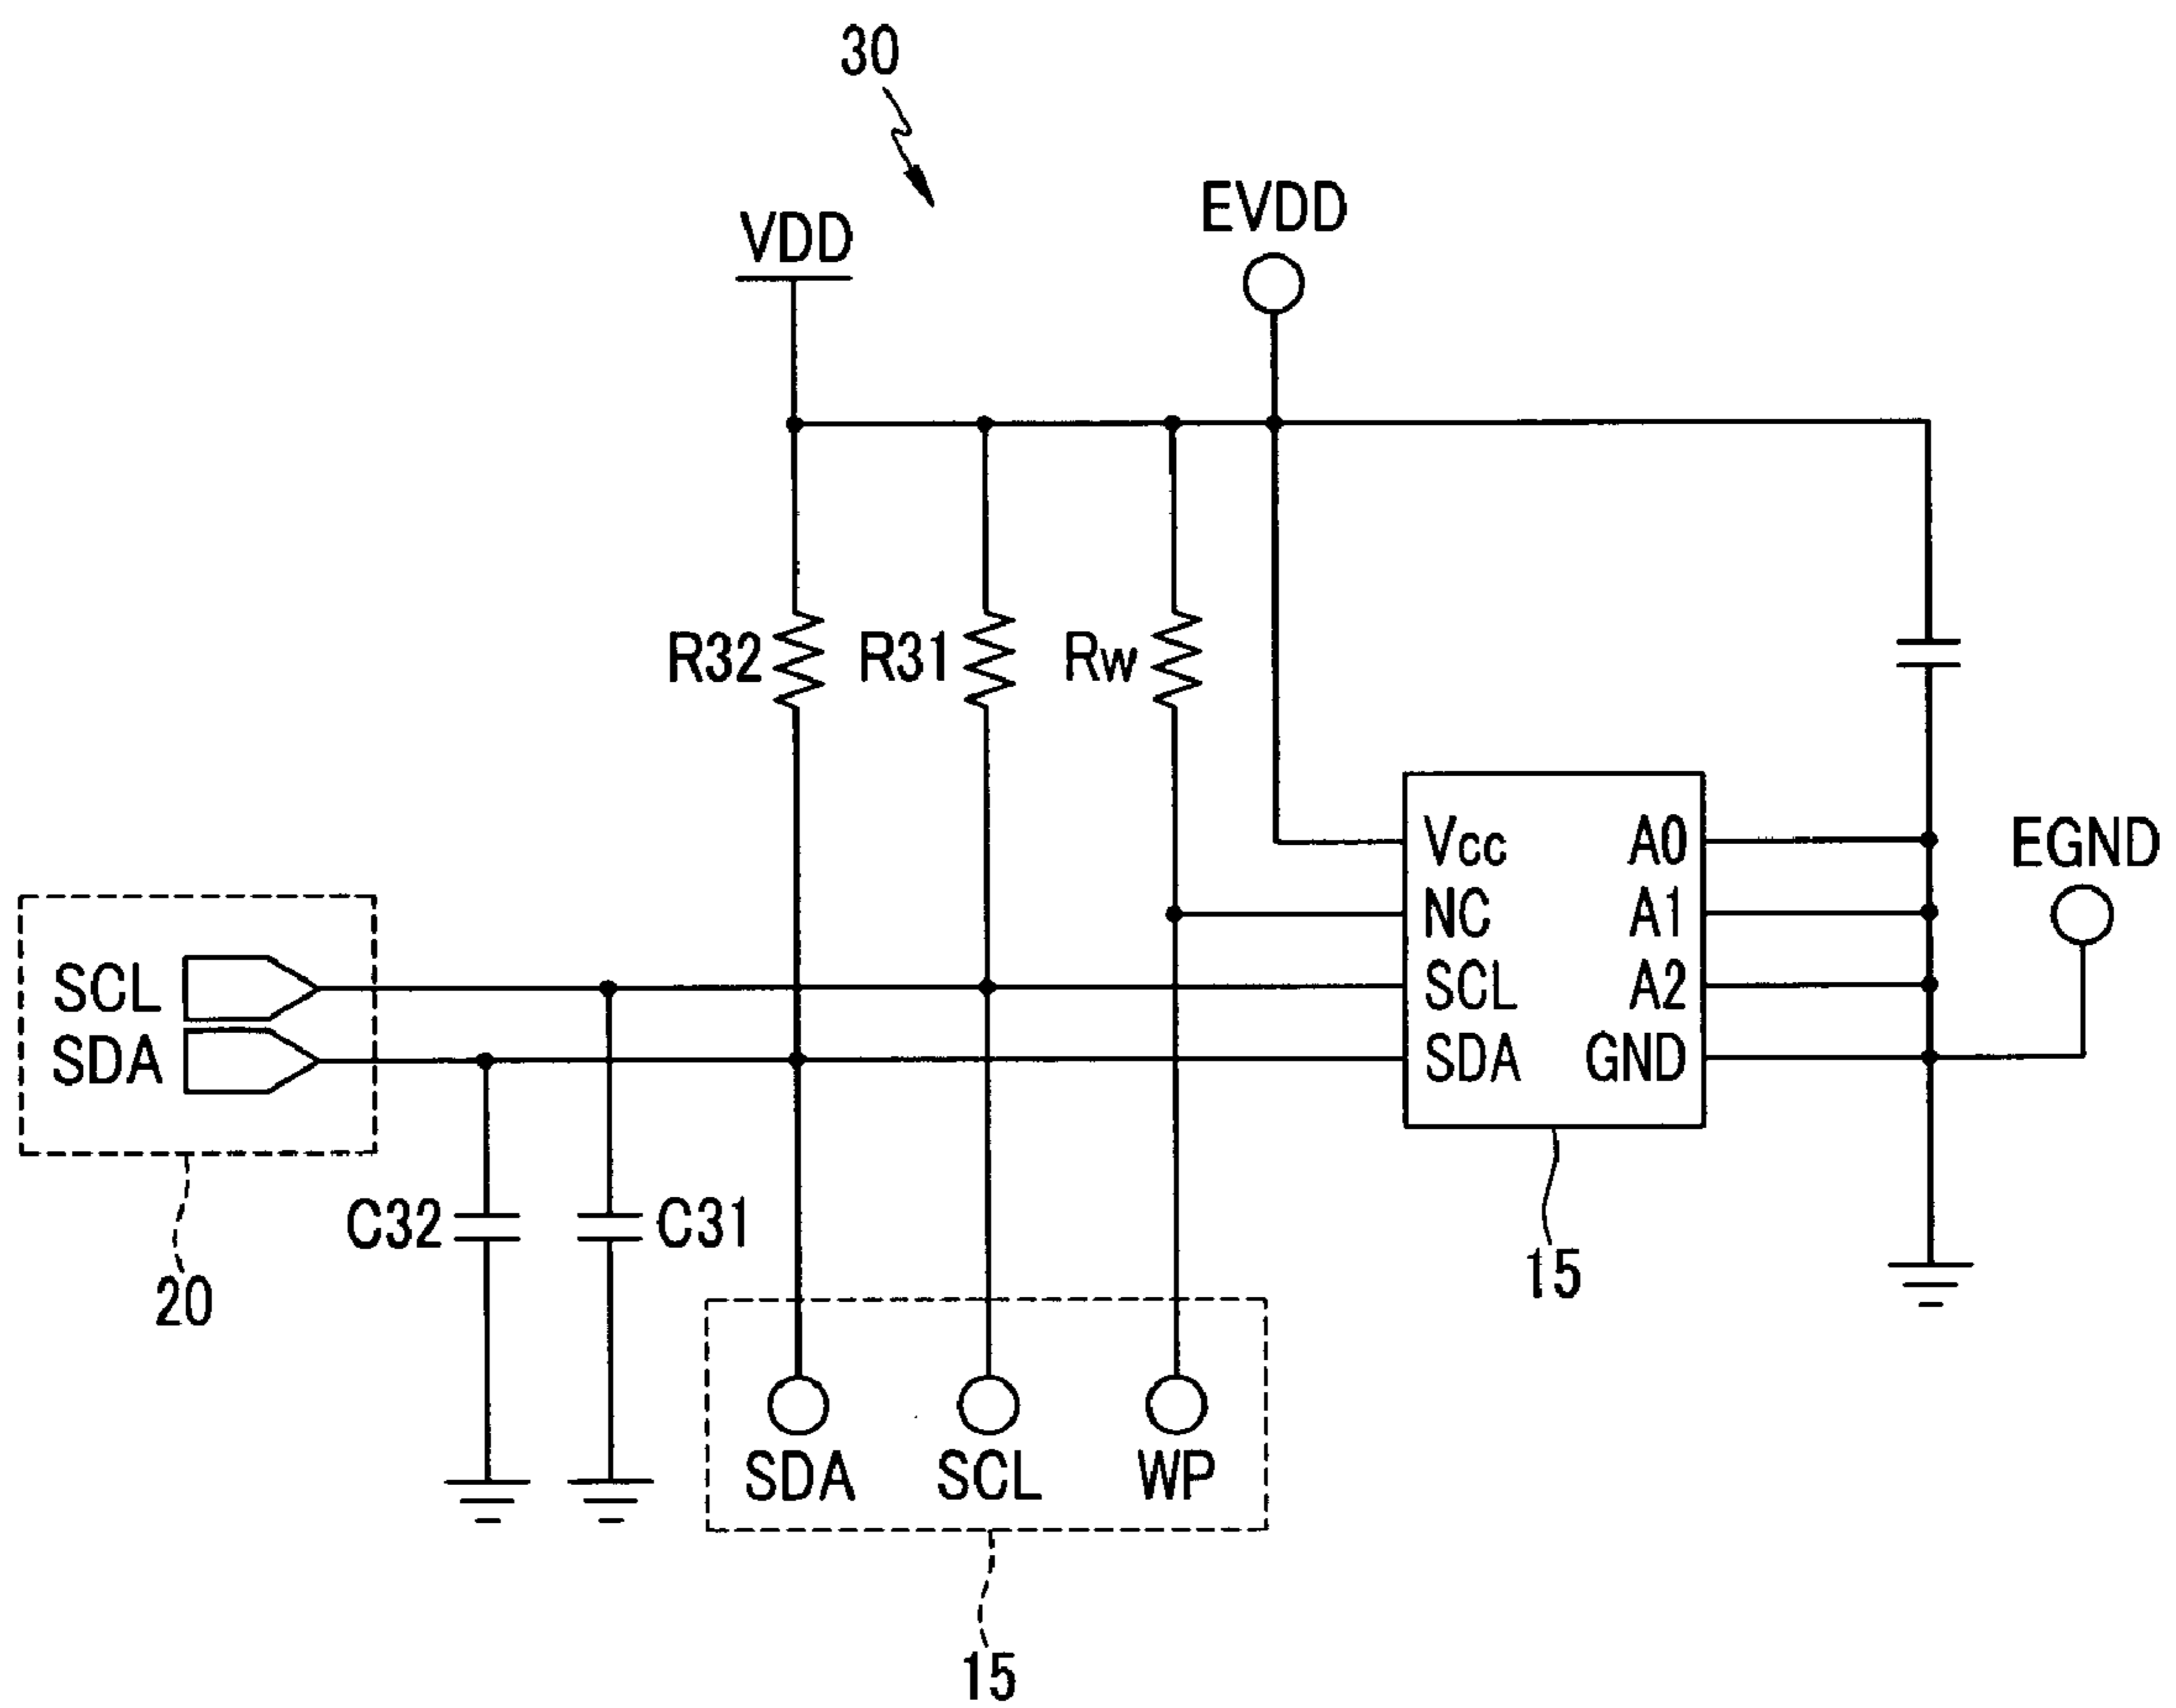 30
VDD
EVDD
R32
R31
Rw
Vcc
A0
NC
A1
SCL
A2
SDA
GND
EGND
SCL
SDA
20
C32
C31
15
SDA
SCL
WP
15